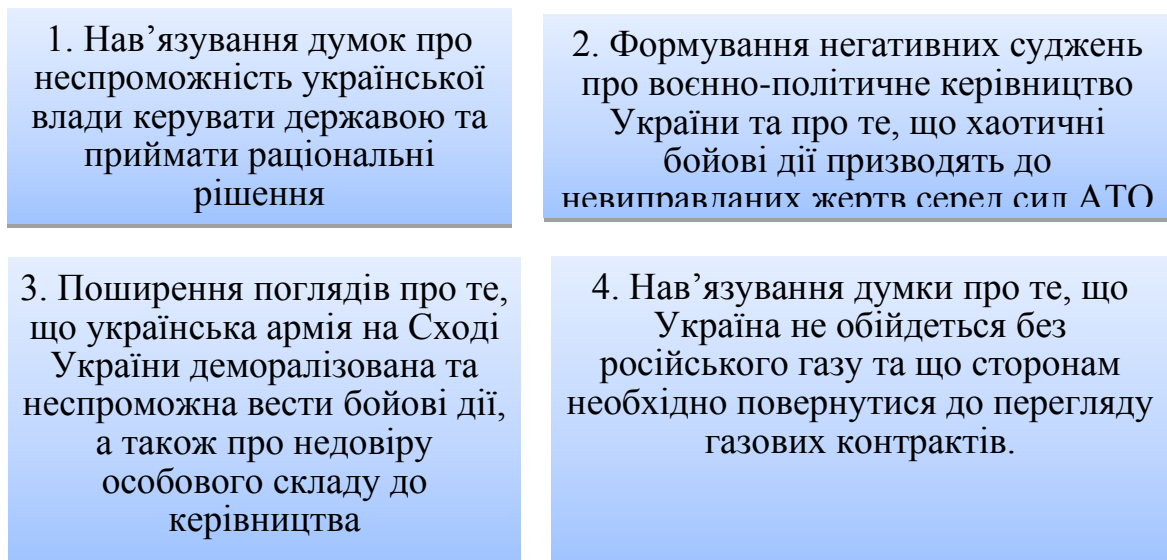 1. Нав’язування думок про
неспроможність української
влади керувати державою та
приймати раціональні
рішення
2. Формування негативних суджень
про воєнно-політичне керівництво
України та про те, що хаотичні
бойові дії призводять до
невиправданих жертв серед сил АТО
3. Поширення поглядів про те,
що українська армія на Сході
України деморалізована та
неспроможна вести бойові дії,
а також про недовіру
особового складу до
керівництва
4. Нав’язування думки про те, що
Україна не обійдеться без
російського газу та що сторонам
необхідно повернутися до перегляду
газових контрактів.